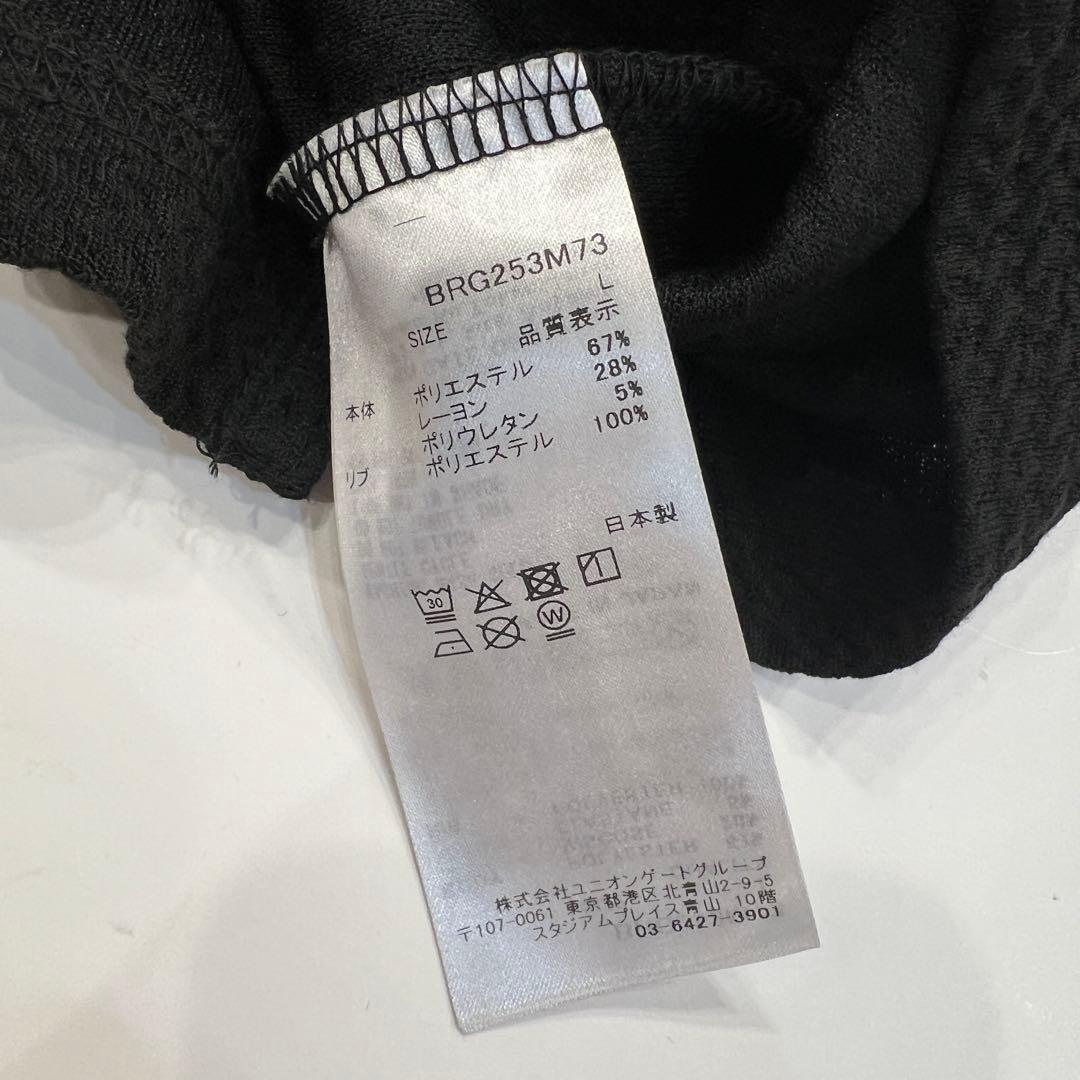 BRG253M73
SIZE L
品質表示
本体 ポリエステル 67%
レーヨン 28%
ポリウレタン 5%
リブ ポリエステル 100%
日本製
30
W
株式会社ユニオンゲートグループ
〒107-0061 東京都港区北青山2-9-5
スタジアムプレイス青山 10階
03-6427-3901